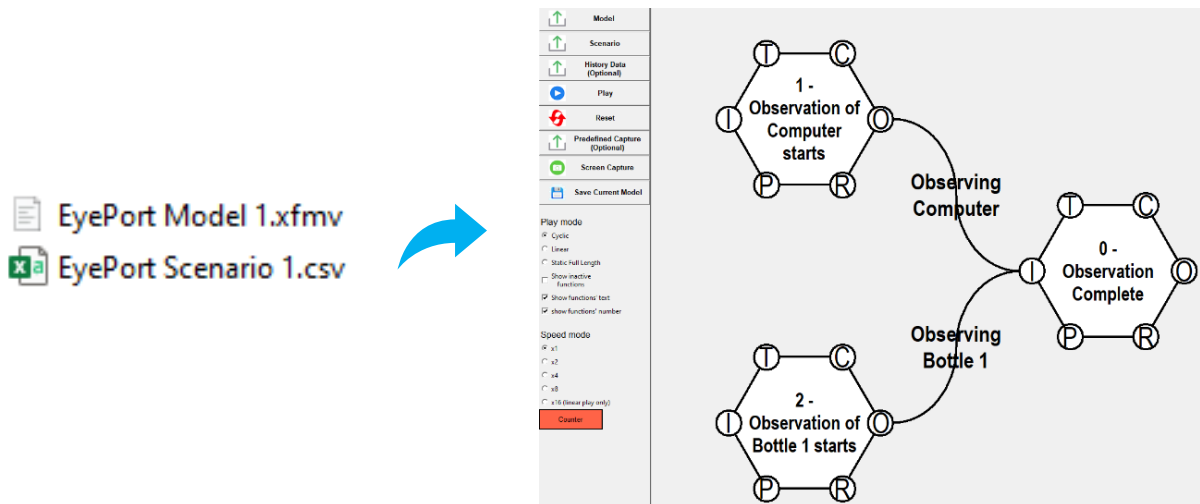 EyePort Model 1.xfmv
EyePort Scenario 1.csv
Model
Scenario
History Data
(Optional)
Play
Reset
Predefined Capture
(Optional)
Screen Capture
Save Current Model
Play mode
Cyclic
Linear
Static Full Length
Show inactive
functions
Show functions' text
show functions' number
Speed mode
x1
x2
x4
x8
x16 (linear play only)
Counter
T
C
I
O
P
R
1 -
Observation of
Computer
starts
Observing
Computer
T
C
I
O
P
R
0 -
Observation
Complete
Observing
Bottle 1
T
C
I
O
P
R
2 -
Observation of
Bottle 1 starts